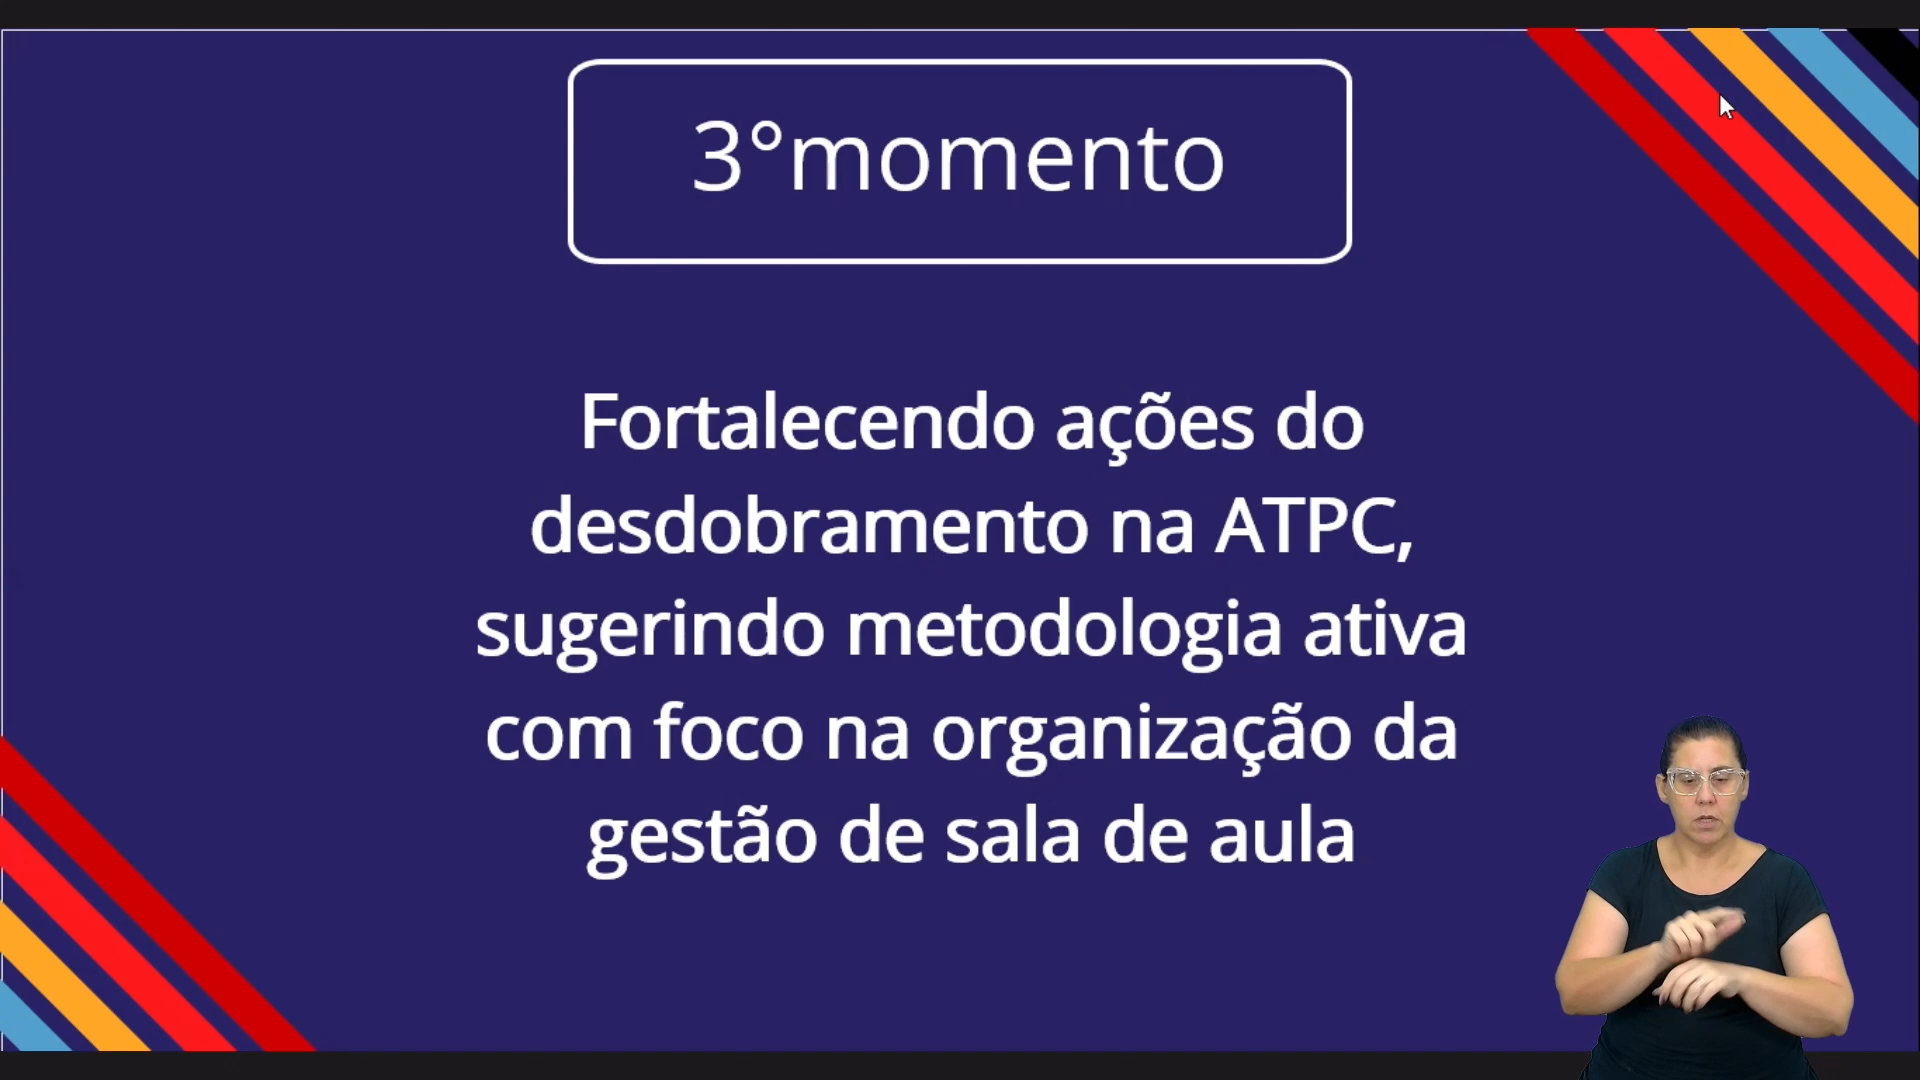 3°momento
Fortalecendo ações do
desdobramento na ATPC,
sugerindo metodologia ativa
com foco na organização da
gestão de sala de aula